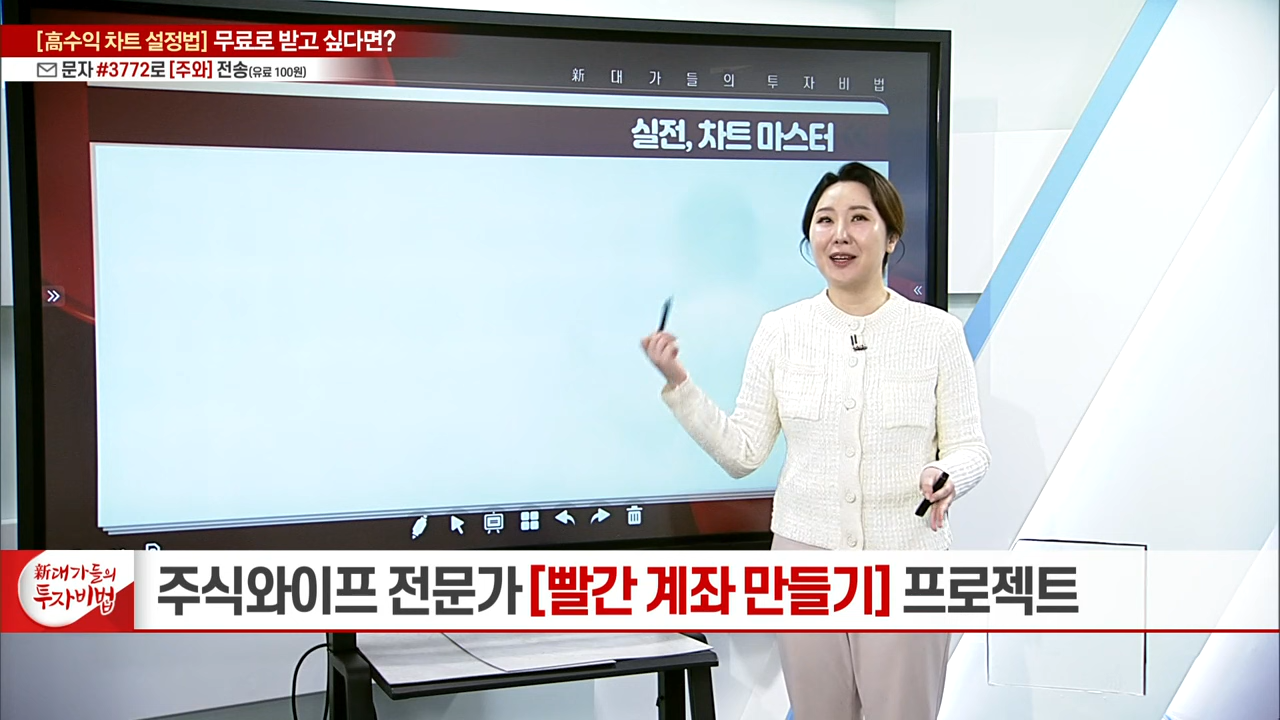 [高수익 차트 설정법] 무료로 받고 싶다면?
문자 #3772로 [주와] 전송(유료 100원)
新 대 가 들 의 투 자 비 법
실전, 차트 마스터
新대가들의
투자비법
주식와이프 전문가 [빨간 계좌 만들기] 프로젝트